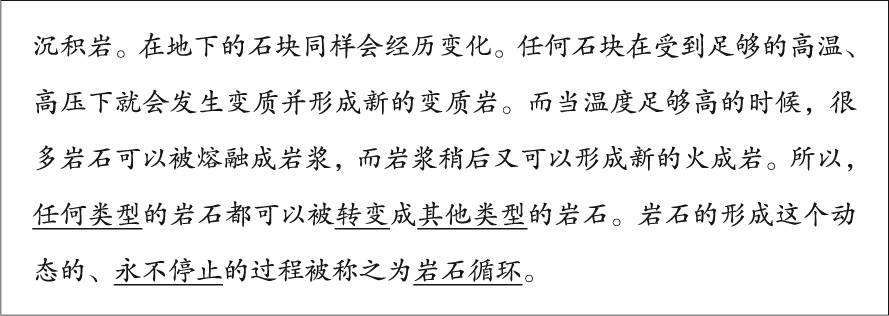 沉积岩。在地下的石块同样会经历变化。任何石块在受到足够的高温、
高压下就会发生变质并形成新的变质岩。而当温度足够高的时候，很
多岩石可以被熔融成岩浆，而岩浆稍后又可以形成新的火成岩。所以，
任何类型的岩石都可以被转变成其他类型的岩石。岩石的形成这个动
态的、永不停止的过程被称之为岩石循环。